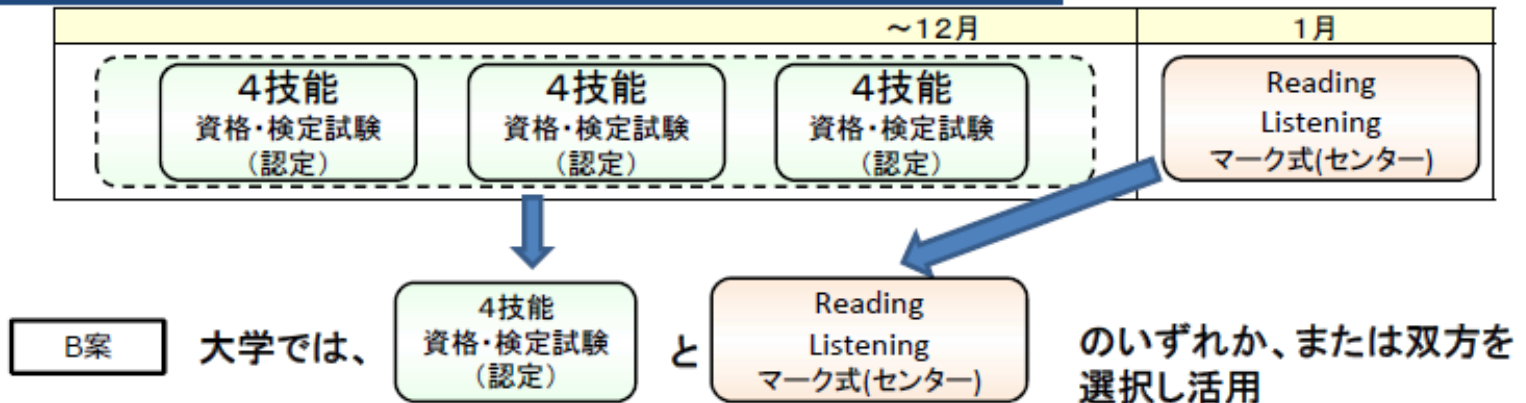 ～12月
1月
4技能
資格・検定試験
（認定）
4技能
資格・検定試験
（認定）
4技能
資格・検定試験
（認定）
Reading
Listening
マーク式(センター)
B案
大学では、
4技能
資格・検定試験
（認定）
と
Reading
Listening
マーク式(センター)
のいずれか、または双方を
選択し活用